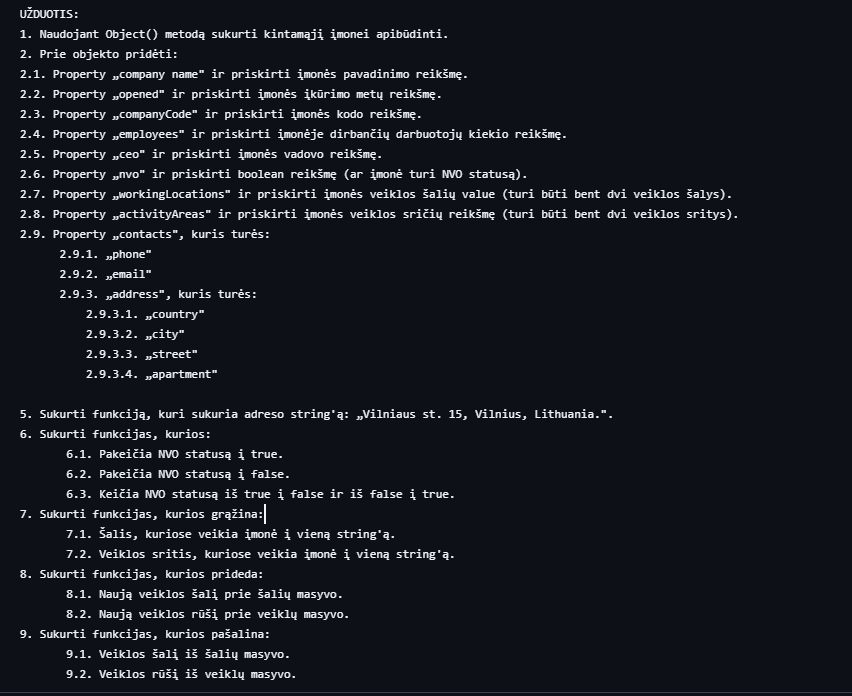 UŽDUOTIS:
1. Naudojant Object() metodą sukurti kintamąjį įmonei apibūdinti.
2. Prie objekto pridėti:
2.1. Property „company name" ir priskirti įmonės pavadinimo reikšmę.
2.2. Property „opened" ir priskirti įmonės įkūrimo metų reikšmę.
2.3. Property „companyCode" ir priskirti įmonės kodo reikšmę.
2.4. Property „employees" ir priskirti įmonėje dirbančių darbuotojų kiekio reikšmę.
2.5. Property „ceo" ir priskirti įmonės vadovo reikšmę.
2.6. Property „nvo" ir priskirti boolean reikšmę (ar įmonė turi NVO statusą).
2.7. Property „workingLocations" ir priskirti įmonės veiklos šalių value (turi būti bent dvi veiklos šalys).
2.8. Property „activityAreas" ir priskirti įmonės veiklos sričių reikšmę (turi būti bent dvi veiklos sritys).
2.9. Property „contacts", kuris turės:
2.9.1. „phone"
2.9.2. „email"
2.9.3. „address", kuris turės:
2.9.3.1. „country"
2.9.3.2. „city"
2.9.3.3. „street"
2.9.3.4. „apartment"
5. Sukurti funkciją, kuri sukuria adreso string'ą: „Vilniaus st. 15, Vilnius, Lithuania.".
6. Sukurti funkcijas, kurios:
6.1. Pakeičia NVO statusą į true.
6.2. Pakeičia NVO statusą į false.
6.3. Keičia NVO statusą iš true į false ir iš false į true.
7. Sukurti funkcijas, kurios grąžina:
7.1. Šalis, kuriose veikia įmonė į vieną string'ą.
7.2. Veiklos sritis, kuriose veikia įmonė į vieną string'ą.
8. Sukurti funkcijas, kurios prideda:
8.1. Naują veiklos šalį prie šalių masyvo.
8.2. Naują veiklos rūšį prie veiklų masyvo.
9. Sukurti funkcijas, kurios pašalina:
9.1. Veiklos šalį iš šalių masyvo.
9.2. Veiklos rūšį iš veiklų masyvo.